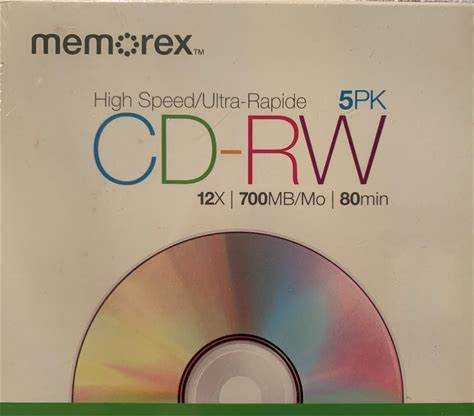 memorex™
High Speed/Ultra-Rapide 5PK
CD-RW
12X | 700MB/Mo | 80min